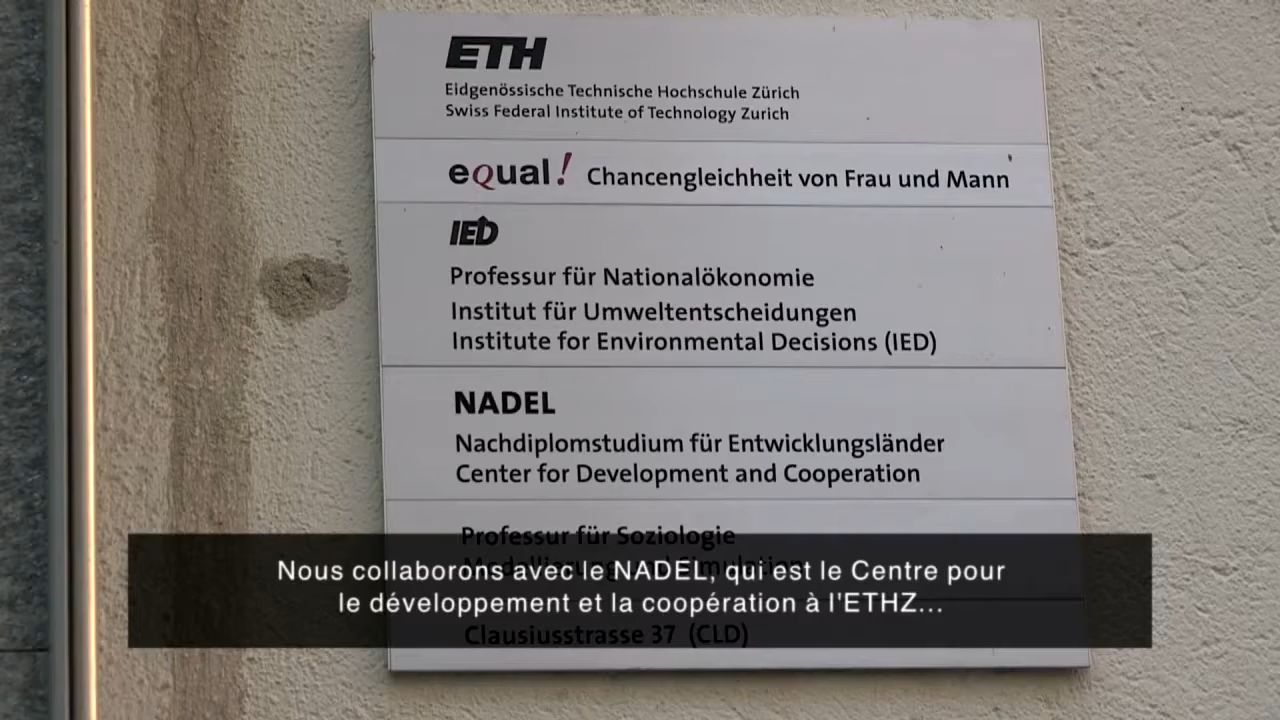 ETH
Eidgenössische Technische Hochschule Zürich
Swiss Federal Institute of Technology Zurich
equal! Chancengleichheit von Frau und Mann
IED
Professur für Nationalökonomie
Institut für Umweltentscheidungen
Institute for Environmental Decisions (IED)
NADEL
Nachdiplomstudium für Entwicklungsländer
Center for Development and Cooperation
Professur für Soziologie
Modellierung und Simulation
Nous collaborons avec le NADEL, qui est le Centre pour
le développement et la coopération à l'ETHZ...
Clausiusstrasse 37 (CLD)